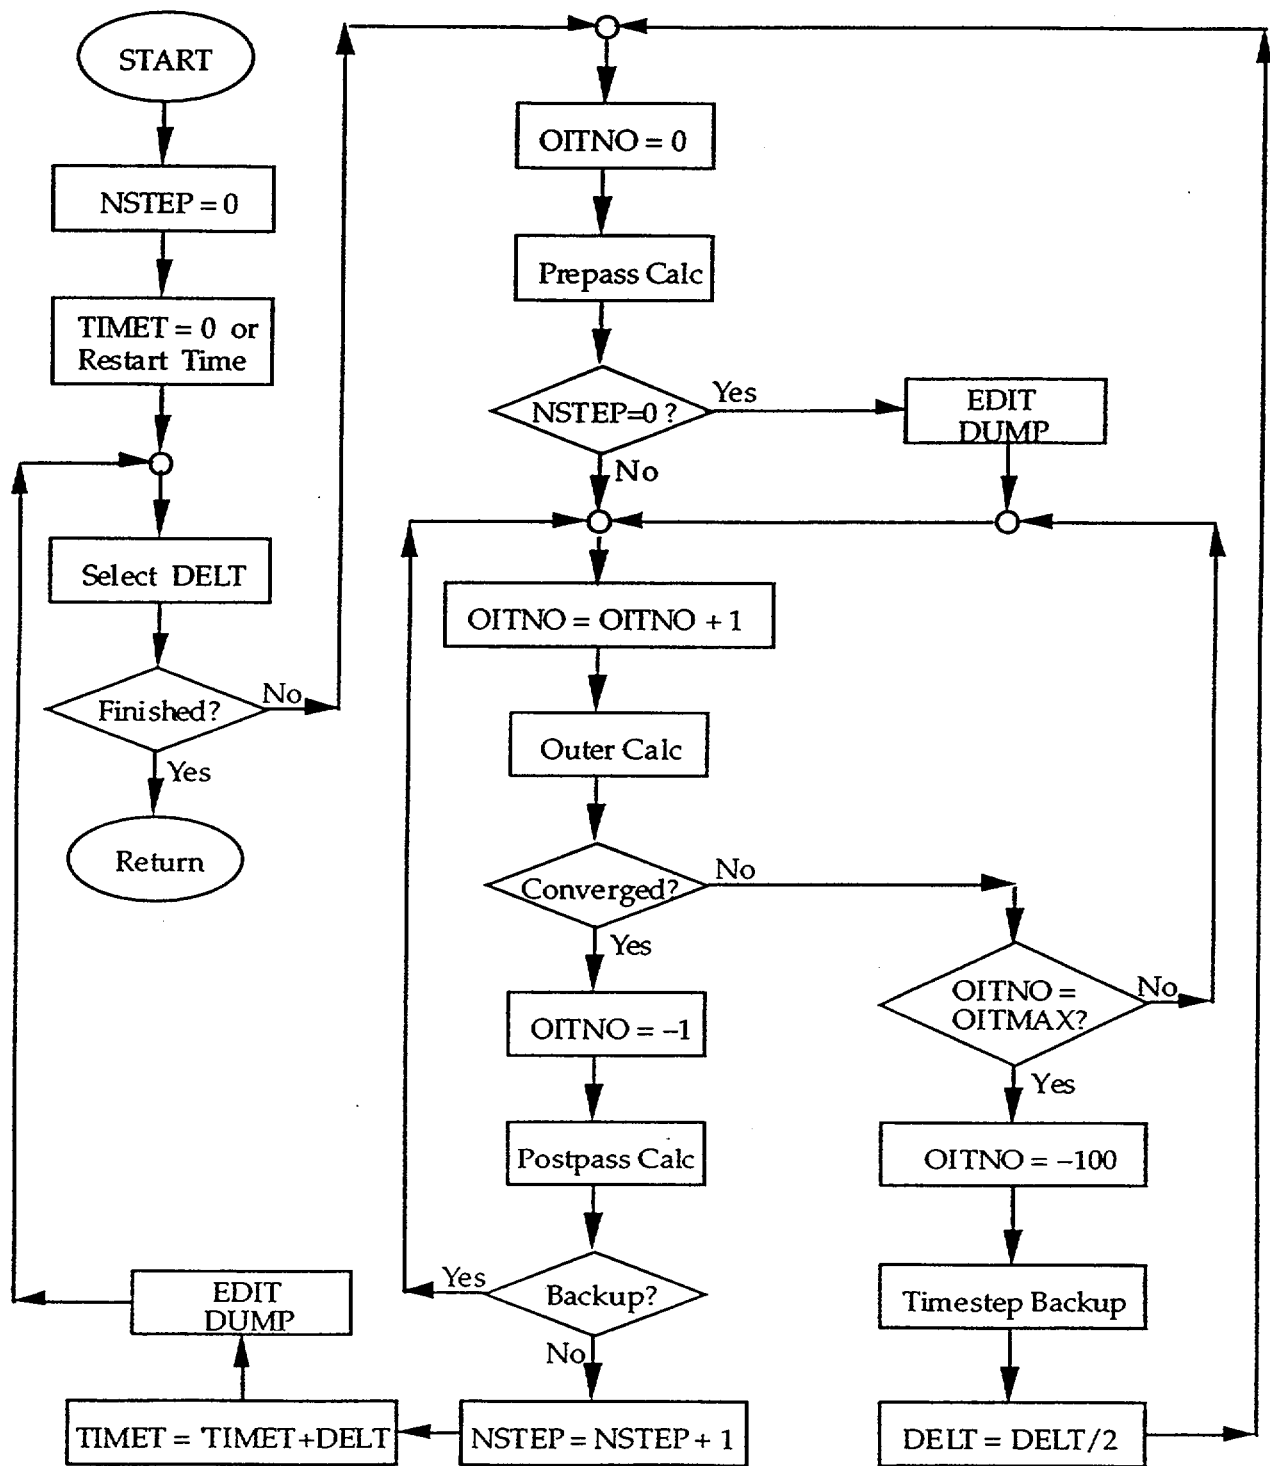 START
NSTEP = 0
TIMET = 0 or
Restart Time
Select DELT
Finished?
No
Yes
Return
OITNO = 0
Prepass Calc
NSTEP=0 ?
Yes
No
EDIT
DUMP
OITNO = OITNO + 1
Outer Calc
Converged?
No
Yes
OITNO =
OITMAX?
No
Yes
OITNO = –1
Postpass Calc
Backup?
Yes
No
OITNO = –100
Timestep Backup
DELT = DELT/2
NSTEP = NSTEP + 1
TIMET = TIMET+DELT
EDIT
DUMP